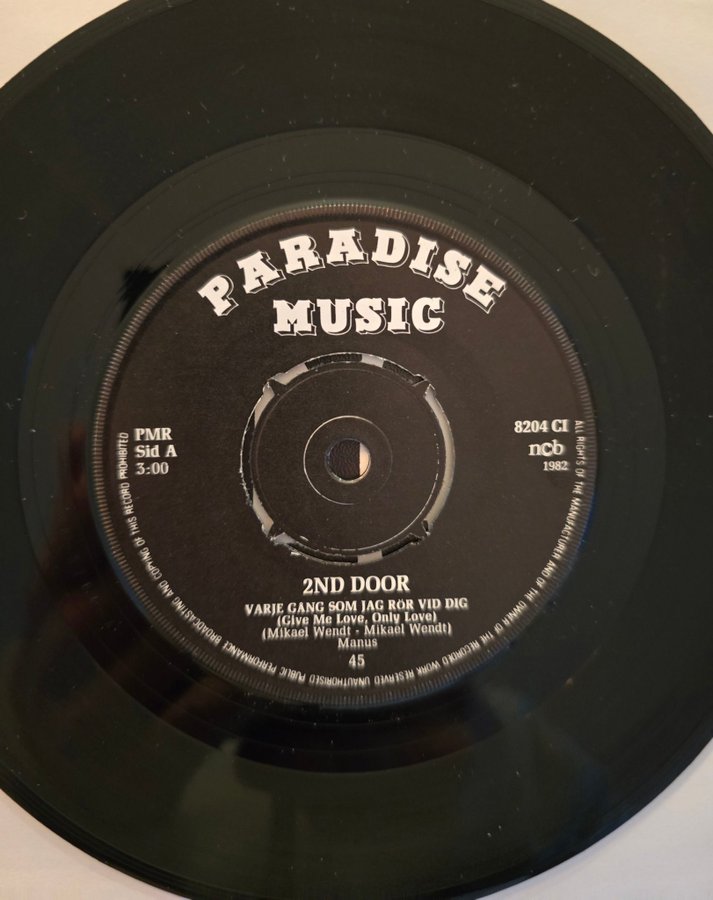 PARADISE
MUSIC
PMR
Sid A
3:00
8204 CI
ncb
1982
2ND DOOR
VARJE GÅNG SOM JAG RÖR VID DIG
(Give Me Love, Only Love)
(Mikael Wendt - Mikael Wendt)
Manus
45
ALL RIGHTS OF THE MANUFACTURER AND OF THE OWNER OF THE RECORDED WORK RESERVED UNAUTHORISED PUBLIC PERFORMANCE BROADCASTING AND COPYING OF THIS RECORD PROHIBITED